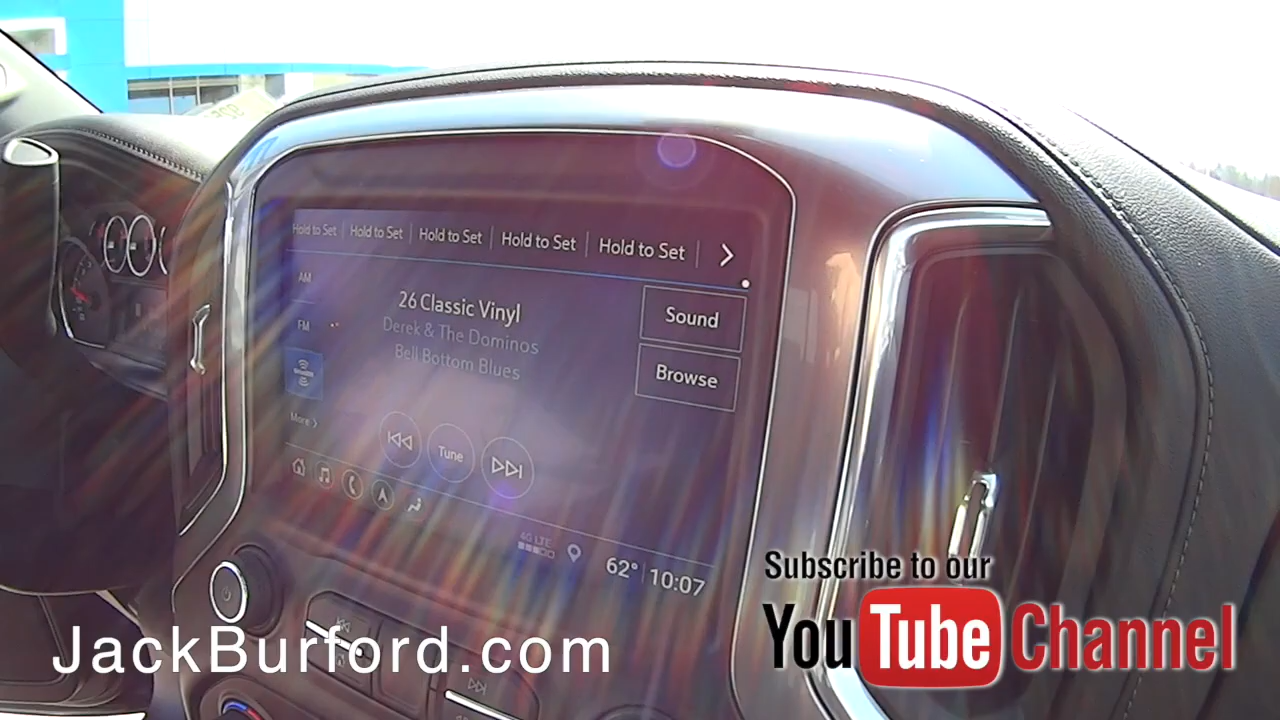 Hold to Set Hold to Set Hold to Set Hold to Set Hold to Set
AM
26 Classic Vinyl
Sound
FM
Derek & The Dominos
Bell Bottom Blues
Browse
More
Tune
4G LTE
62° 10:07
Subscribe to our
YouTube Channel
JackBurford.com